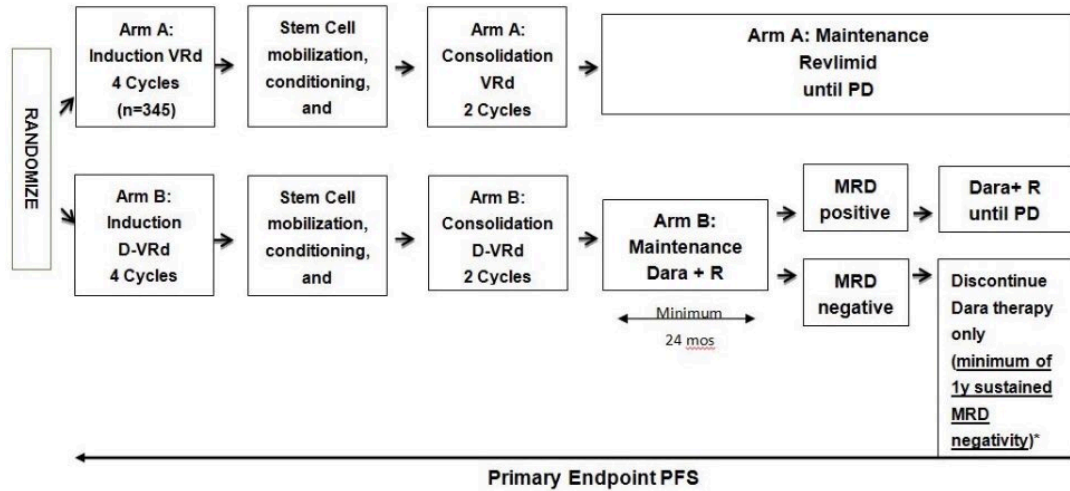 RANDOMIZE
Arm A:
Induction VRd
4 Cycles
(n=345)
Stem Cell
mobilization,
conditioning,
and
Arm A:
Consolidation
VRd
2 Cycles
Arm A: Maintenance
Revlimid
until PD
Arm B:
Induction
D-VRd
4 Cycles
Stem Cell
mobilization,
conditioning,
and
Arm B:
Consolidation
D-VRd
2 Cycles
Arm B:
Maintenance
Dara + R
Minimum
24 mos
MRD
positive
Dara+ R
until PD
MRD
negative
Discontinue
Dara therapy
only
(minimum of
1y sustained
MRD
negativity)*
Primary Endpoint PFS